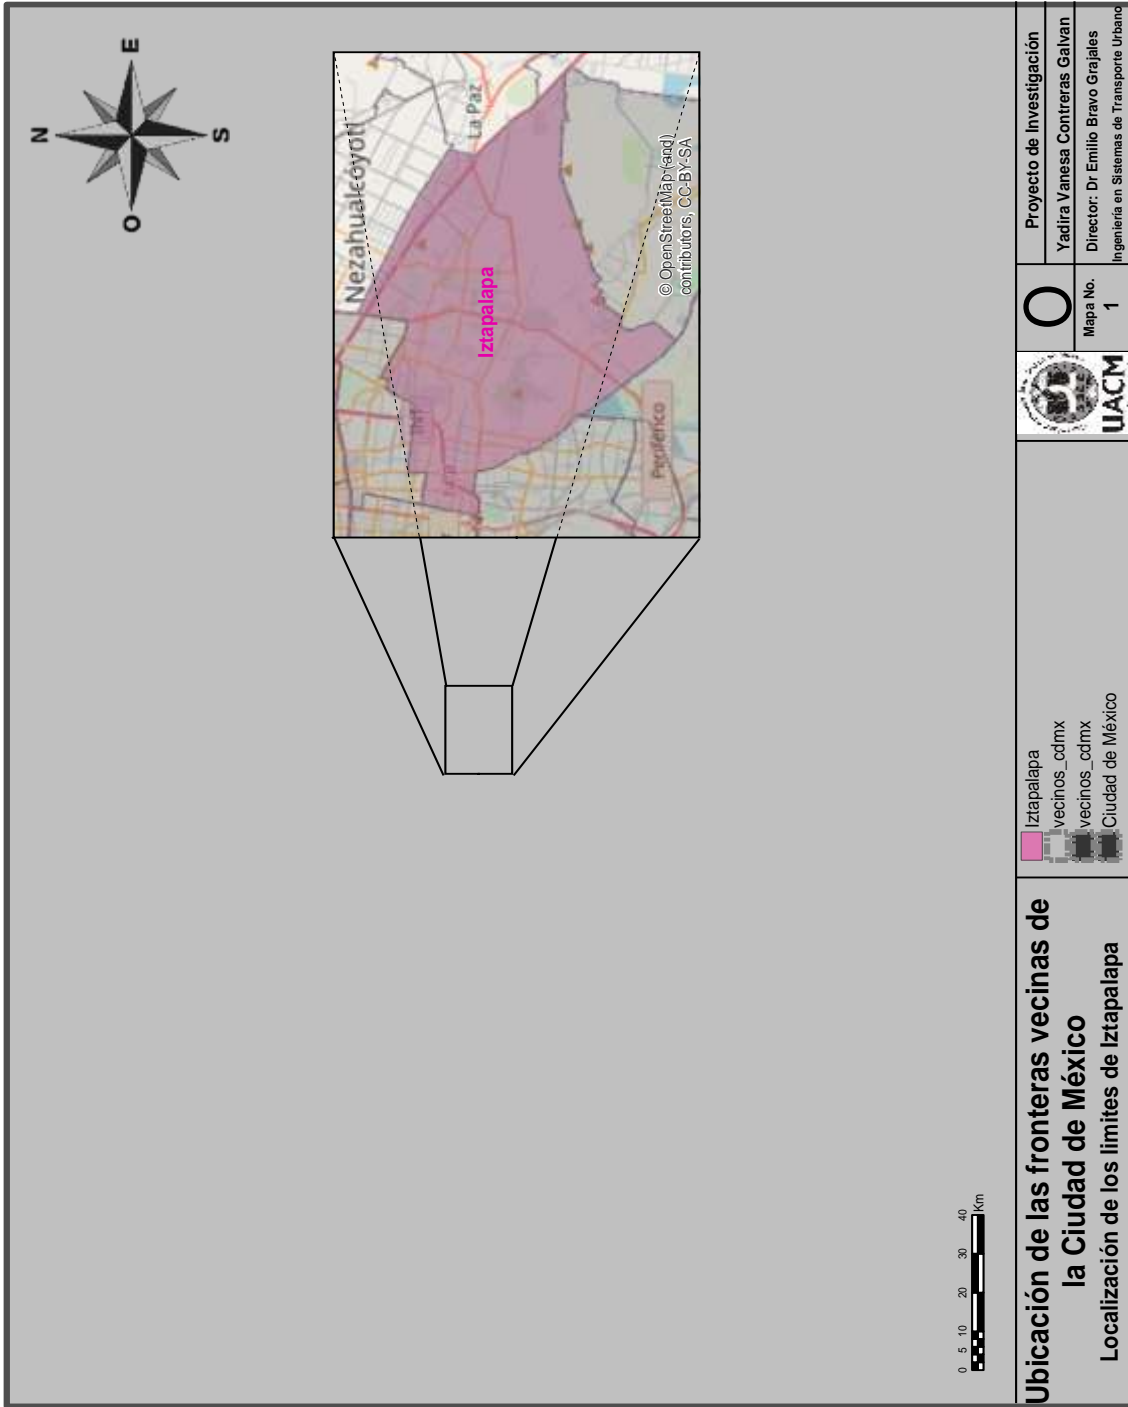 N
O
E
S
Nezahualcóyotl
La Paz
Iztapalapa
Periférico
© OpenStreetMap (and)
contributors, CC-BY-SA
0 5 10 20 30 40
Km
Ubicación de las fronteras vecinas de
la Ciudad de México
Localización de los limites de Iztapalapa
Iztapalapa
vecinos_cdmx
vecinos_cdmx
Ciudad de México
UACM
O
Mapa No.
1
Proyecto de Investigación
Yadira Vanesa Contreras Galvan
Director: Dr Emilio Bravo Grajales
Ingeniería en Sistemas de Transporte Urbano